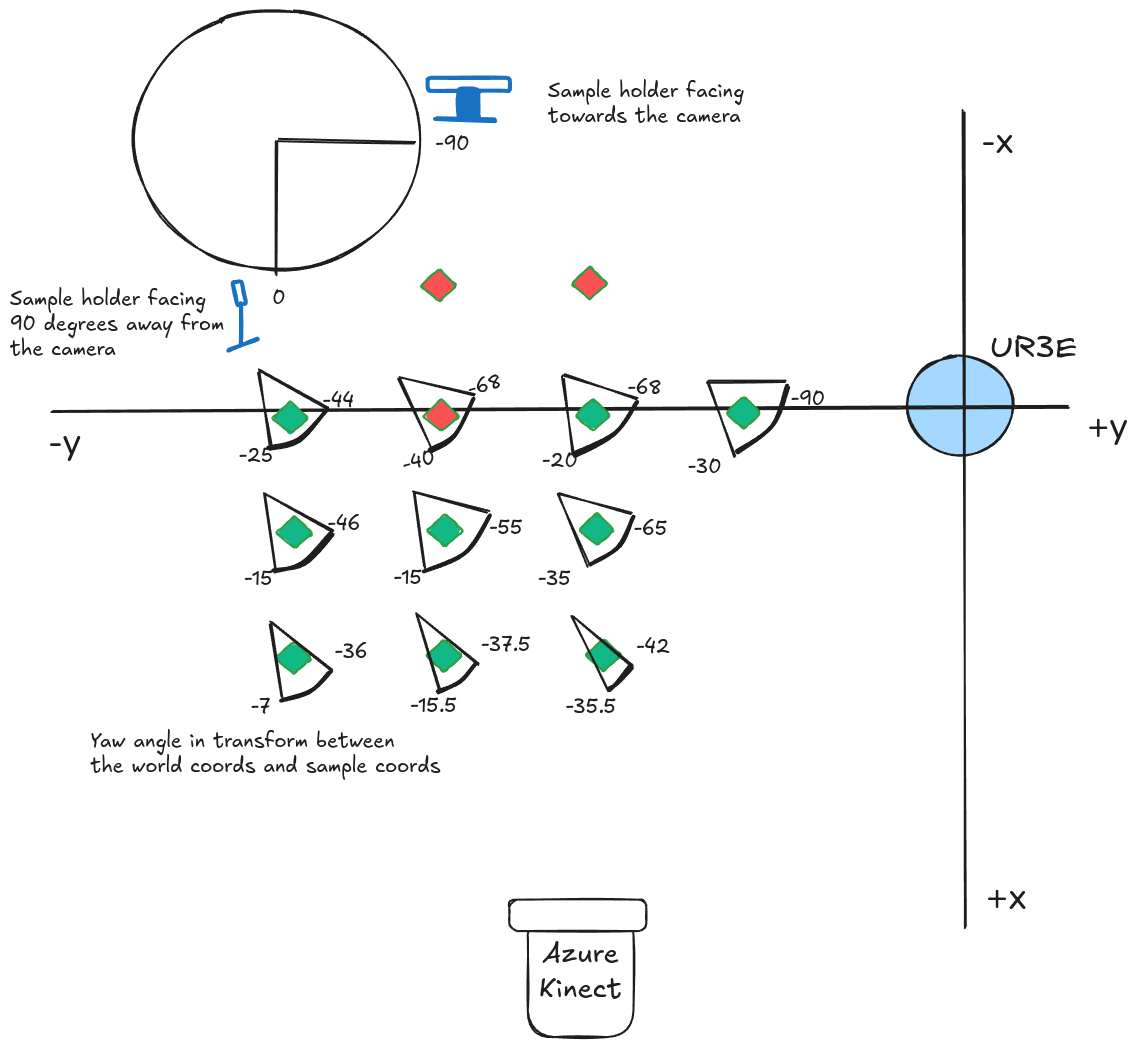 Sample holder facing
towards the camera
-90
-x
0
Sample holder facing
90 degrees away from
the camera
UR3E
-68
-68
-44
-90
+y
-y
-25
-40
-20
-30
-46
-55
-65
-15
-15
-35
-36
-37.5
-42
-7
-15.5
-35.5
Yaw angle in transform between
the world coords and sample coords
+x
Azure
Kinect